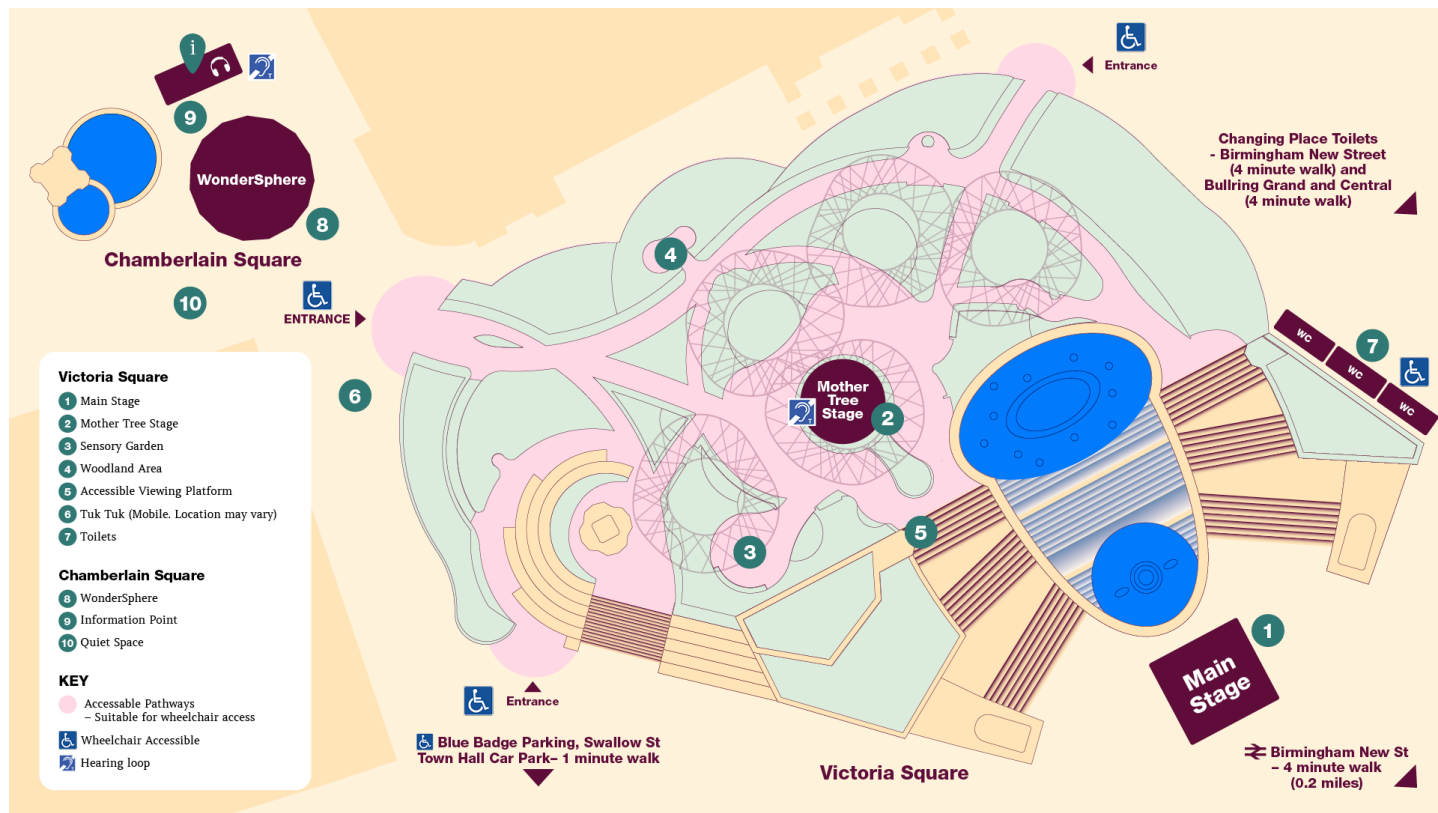 i
9
WonderSphere
8
Chamberlain Square
10
ENTRANCE
6
Entrance
Changing Place Toilets
- Birmingham New Street
(4 minute walk) and
Bullring Grand and Central
(4 minute walk)
4
WC
WC
WC
7
Mother
Tree
Stage
T
2
3
5
1
Main
Stage
Entrance
Blue Badge Parking, Swallow St
Town Hall Car Park– 1 minute walk
Victoria Square
Birmingham New St
– 4 minute walk
(0.2 miles)
Victoria Square
1 Main Stage
2 Mother Tree Stage
3 Sensory Garden
4 Woodland Area
5 Accessible Viewing Platform
6 Tuk Tuk (Mobile. Location may vary)
7 Toilets
Chamberlain Square
8 WonderSphere
9 Information Point
10 Quiet Space
KEY
Accessable Pathways
– Suitable for wheelchair access
Wheelchair Accessible
Hearing loop